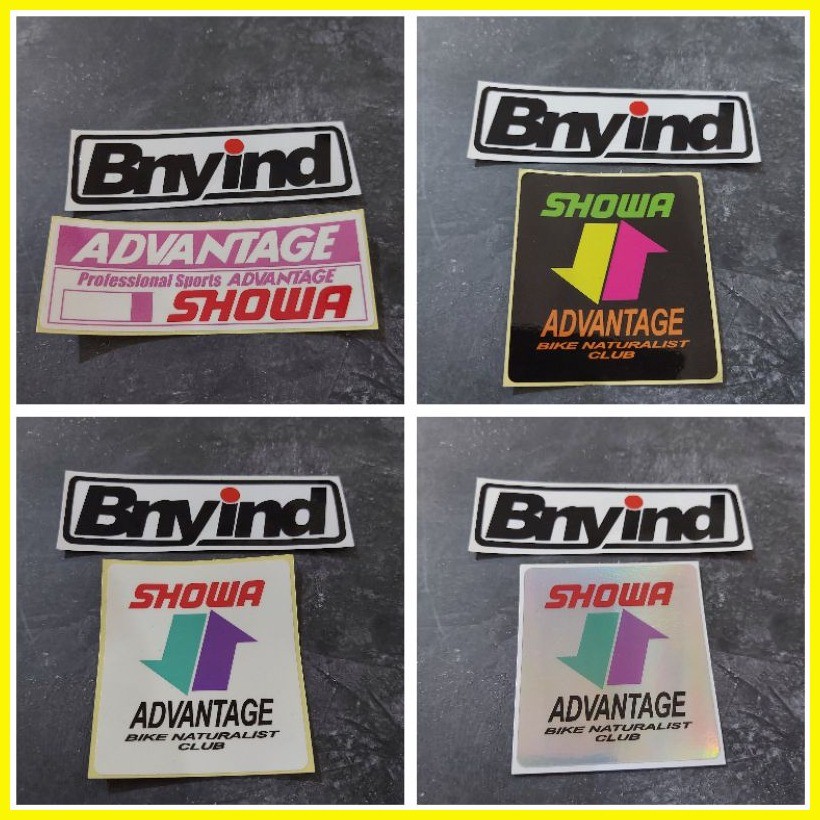 Bnyind
ADVANTAGE
Professional Sports ADVANTAGE
SHOWA
Bnyind
SHOWA
ADVANTAGE
BIKE NATURALIST
CLUB
Bnyind
SHOWA
ADVANTAGE
BIKE NATURALIST
CLUB
Bnyind
SHOWA
ADVANTAGE
BIKE NATURALIST
CLUB